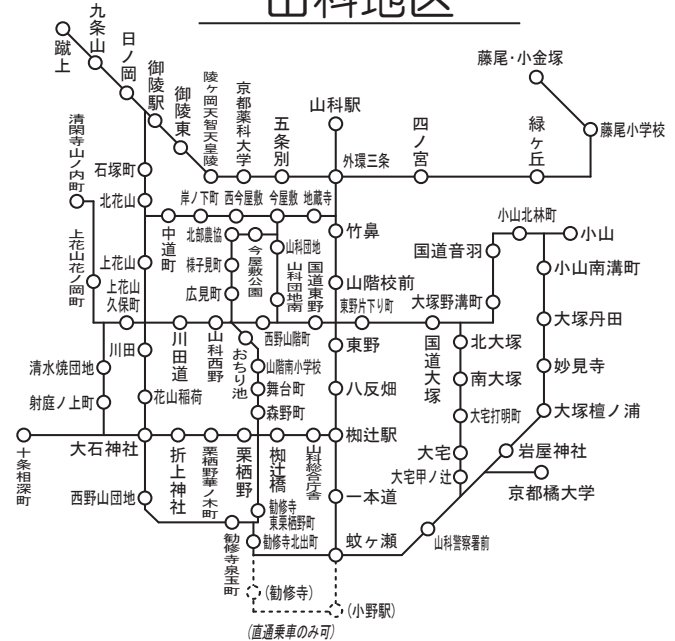 山科地区
九条山
蹴上
日ノ岡
御陵駅
御陵東
陵ヶ岡天智天皇陵
京都薬科大学
五条別
山科駅
外環三条
四ノ宮
緑ヶ丘
藤尾・小金塚
藤尾小学校
清閑寺山ノ内町
石塚町
北花山
岸ノ下町
西今屋敷
今屋敷
地蔵寺
中道町
北部農協
今屋敷公園
山科団地
竹鼻
小山北林町
小山
国道音羽
上花山花ノ岡町
上花山
様子見町
山科団地南
国道東野
山階校前
小山南溝町
上花山
久保町
広見町
東野片下り町
大塚野溝町
川田
川田道
山科西野
おちり池
西野山階町
東野
国道大塚
北大塚
大塚丹田
清水焼団地
山階南小学校
南大塚
妙見寺
射庭ノ上町
花山稲荷
舞台町
八反畑
大宅打明町
大塚檀ノ浦
森野町
十条相深町
大石神社
折上神社
栗栖野華ノ木町
栗栖野
椥辻橋
山科総合庁舎
椥辻駅
大宅
岩屋神社
大宅甲ノ辻
京都橘大学
西野山団地
一本道
勧修寺
東栗栖野町
勧修寺泉玉町
勧修寺北出町
蚊ヶ瀬
山科警察署前
(勧修寺)
(小野駅)
(直通乗車のみ可)